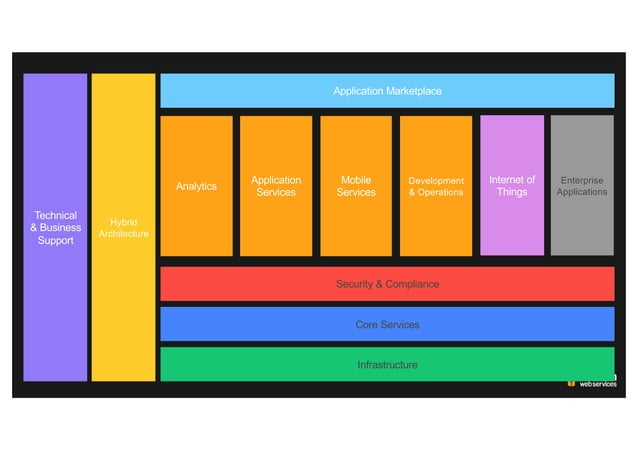 Application Marketplace
Technical
& Business
Support
Hybrid
Architecture
Analytics
Application
Services
Mobile
Services
Development
& Operations
Internet of
Things
Enterprise
Applications
Security & Compliance
Core Services
Infrastructure
webservices